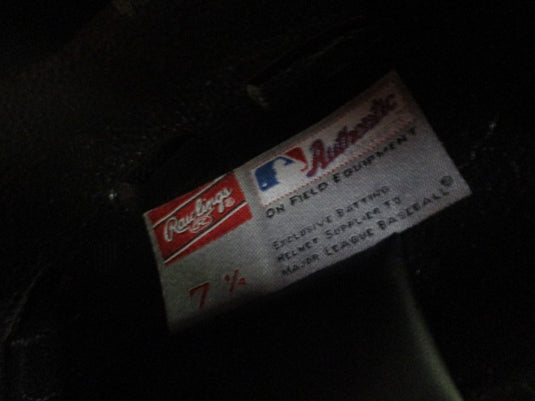 Rawlings
R
7 ¼
Authentic
ON FIELD EQUIPMENT
EXCLUSIVE BATTING
HELMET SUPPLIER TO
MAJOR LEAGUE BASEBALL®